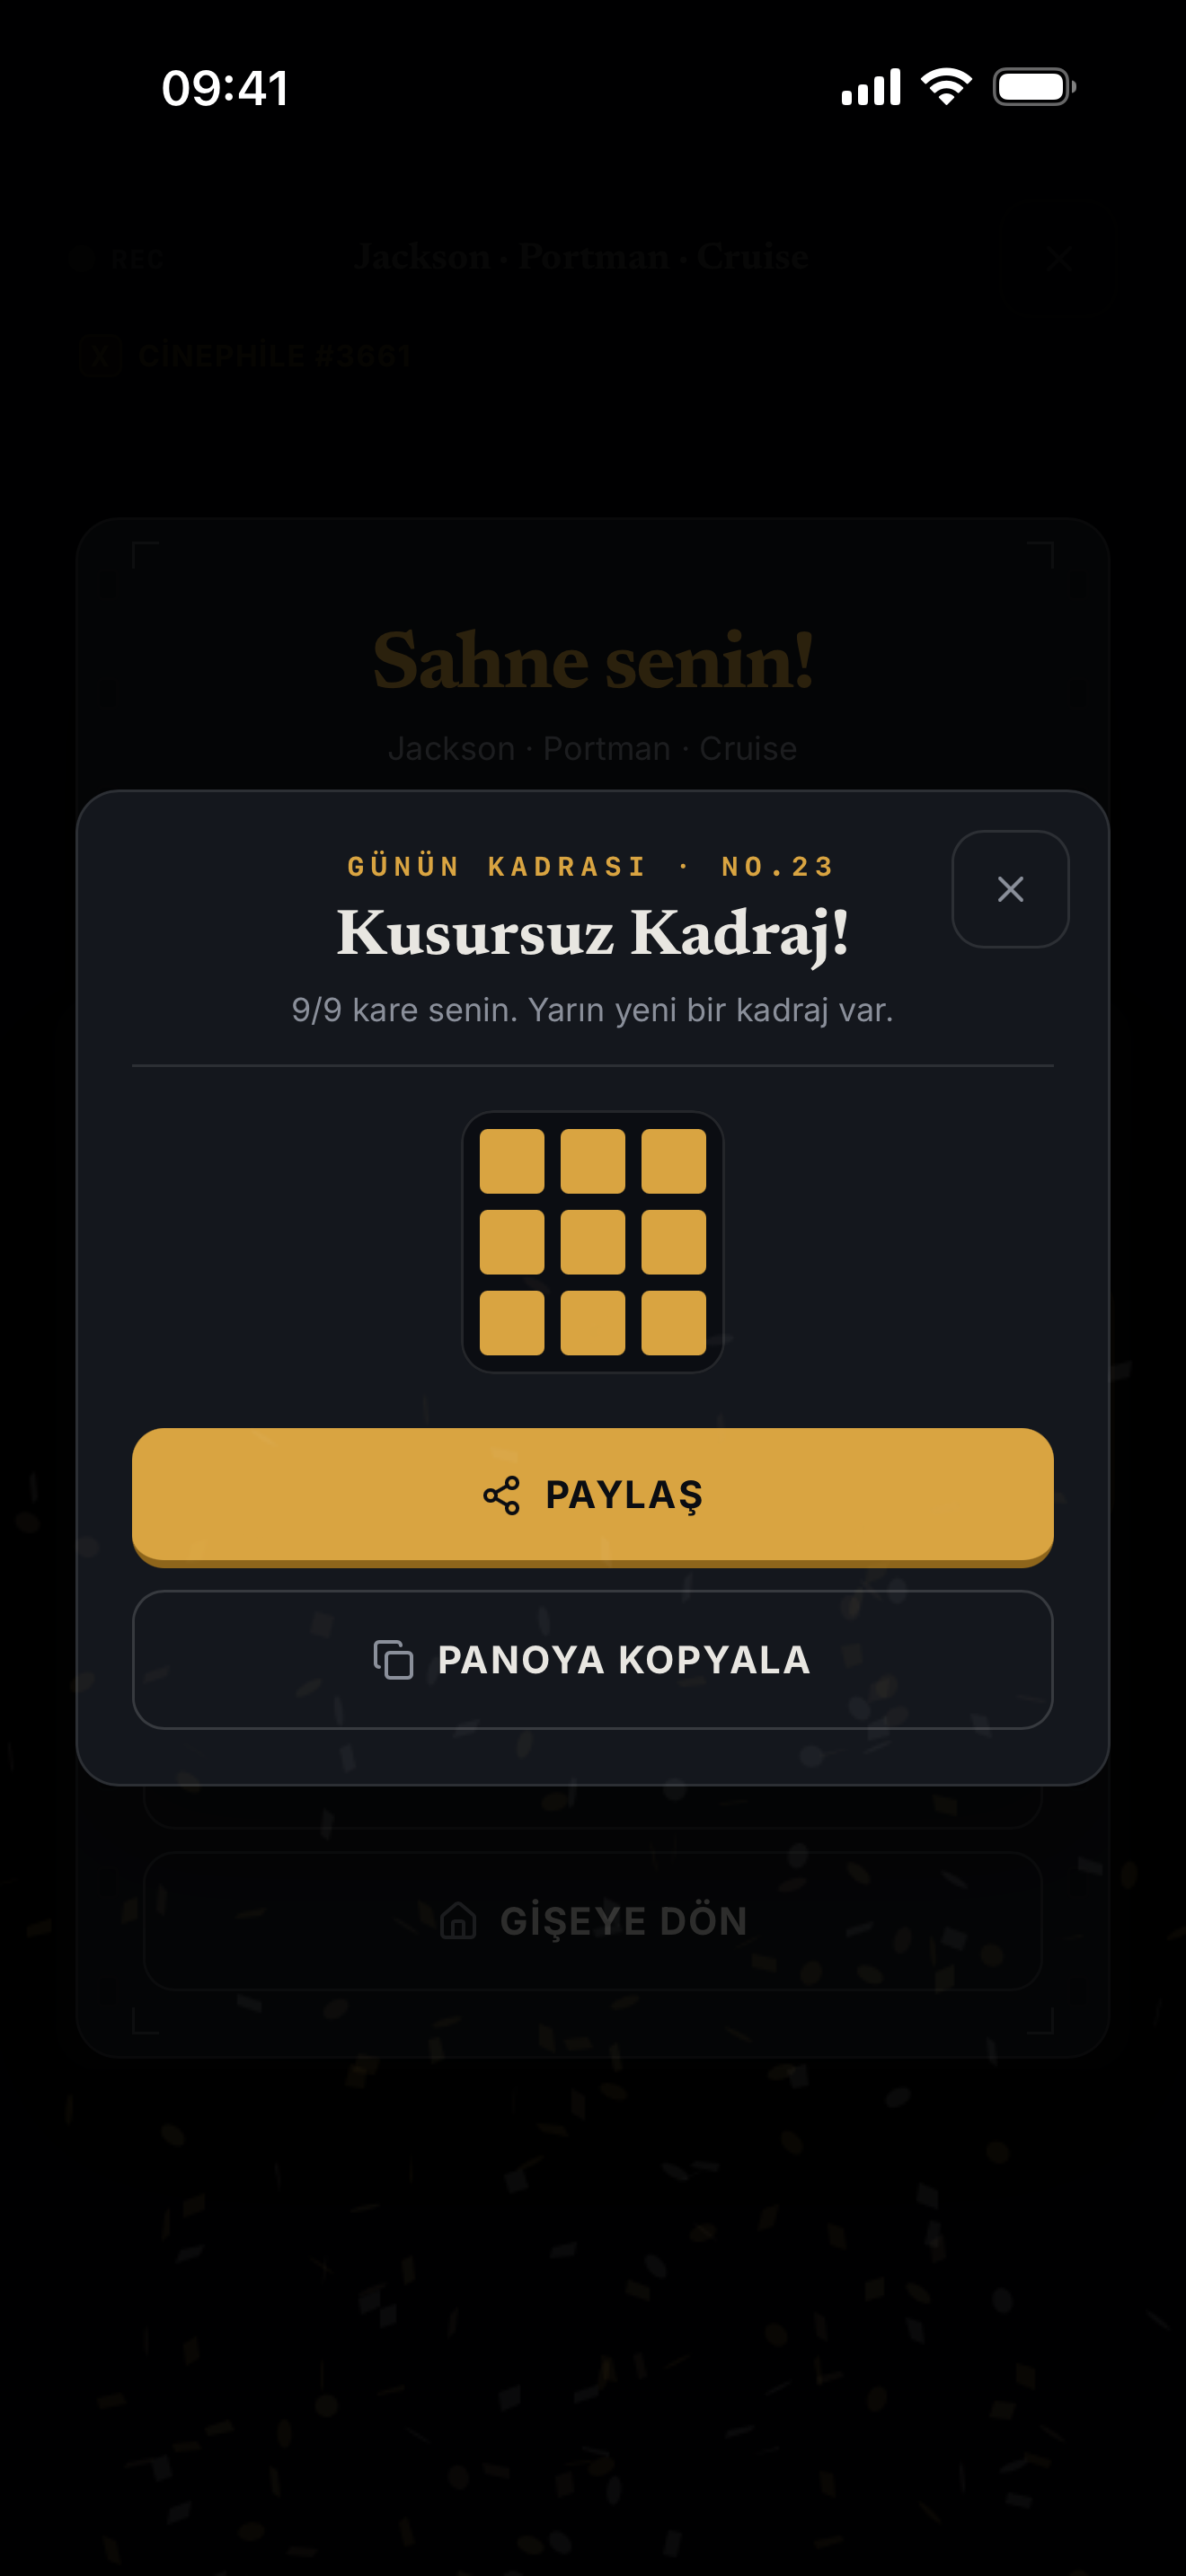 09:41
REC
Jackson · Portman · Cruise
X CİNEPHİLE #3661
Sahne senin!
Jackson · Portman · Cruise
GÜNÜN KADRASI · NO.23
Kusursuz Kadraj!
9/9 kare senin. Yarın yeni bir kadraj var.
PAYLAŞ
PANOYA KOPYALA
GİŞEYE DÖN